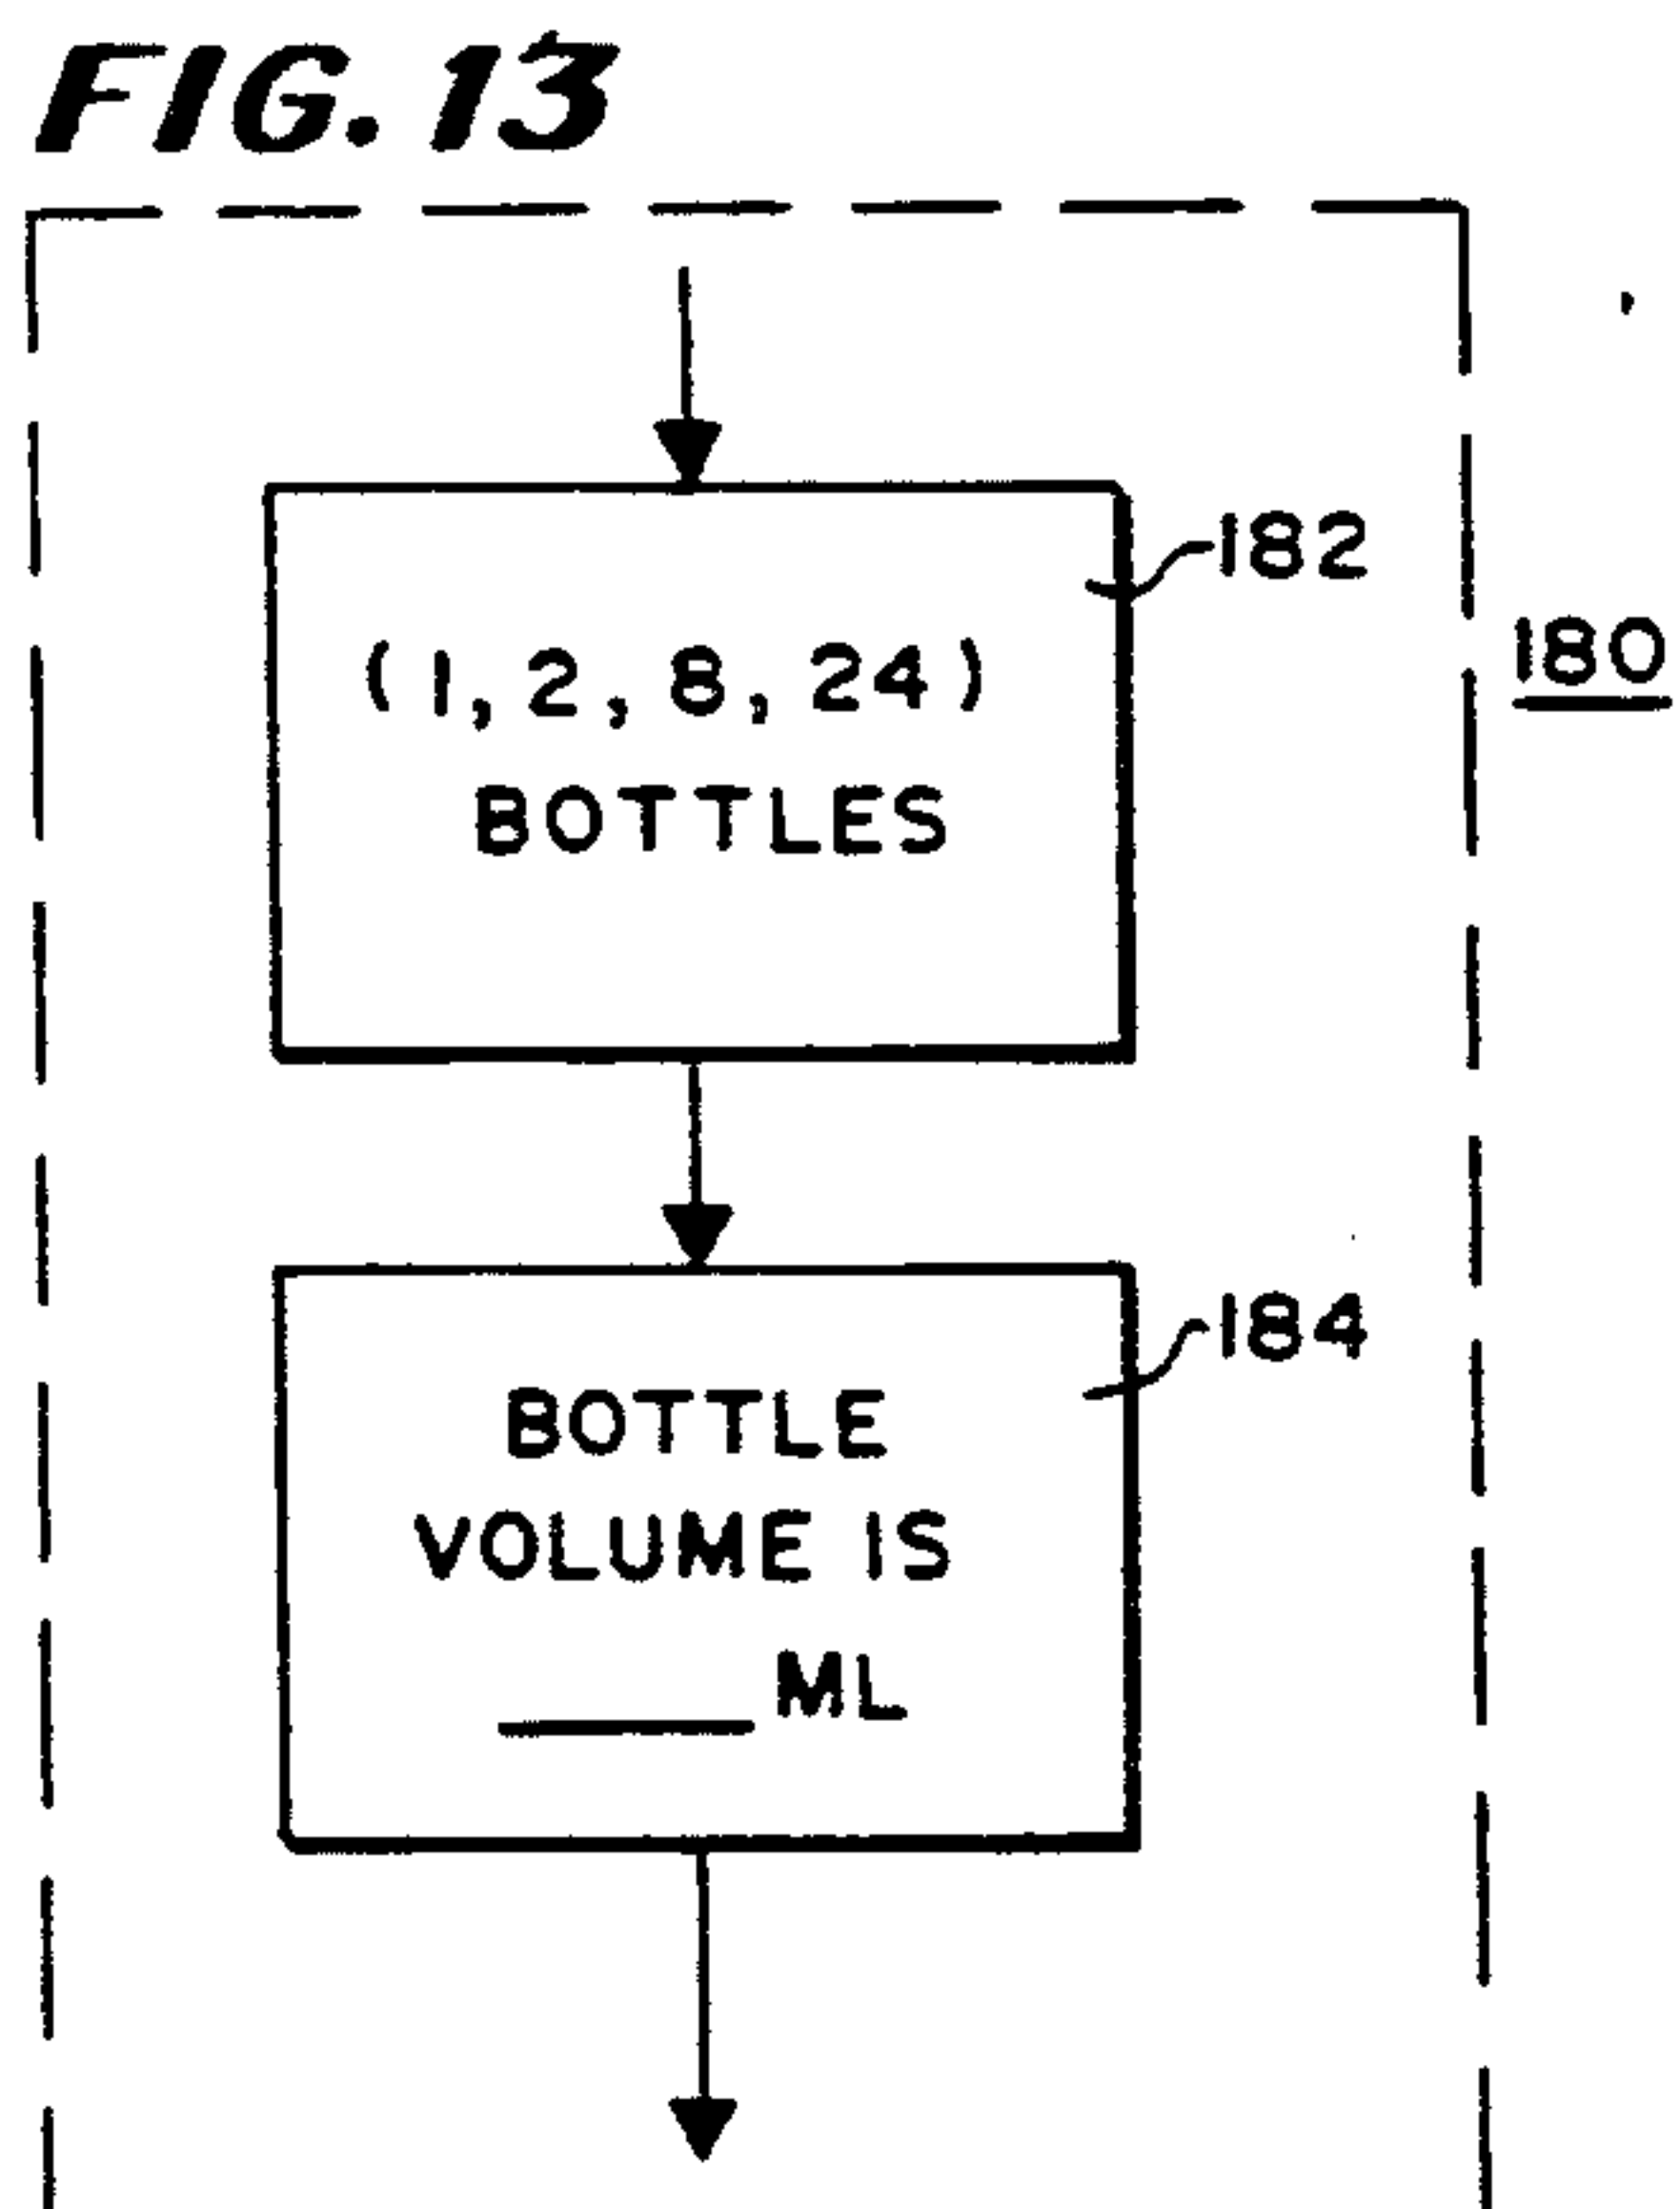 FIG. 13
182
(1, 2, 8, 24)
180
BOTTLES
184
BOTTLE
VOLUME IS
____ ML